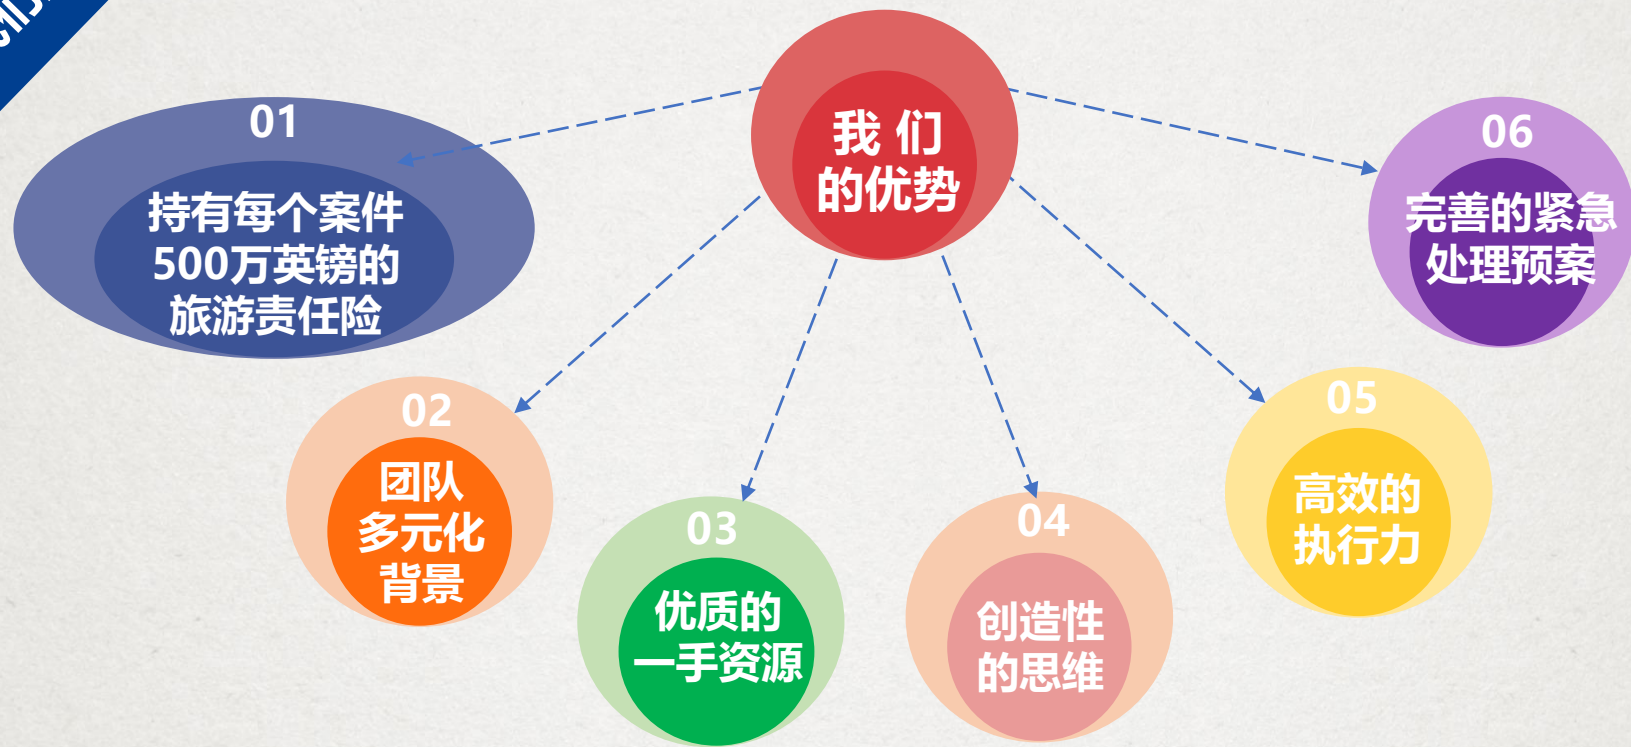 我 们
的优势
01
持有每个案件
500万英镑的
旅游责任险
02
团队
多元化
背景
03
优质的
一手资源
04
创造性
的思维
05
高效的
执行力
06
完善的紧急
处理预案